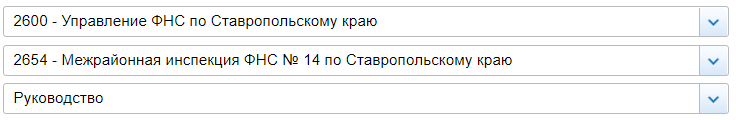 2600 - Управление ФНС по Ставропольскому краю
2654 - Межрайонная инспекция ФНС № 14 по Ставропольскому краю
Руководство